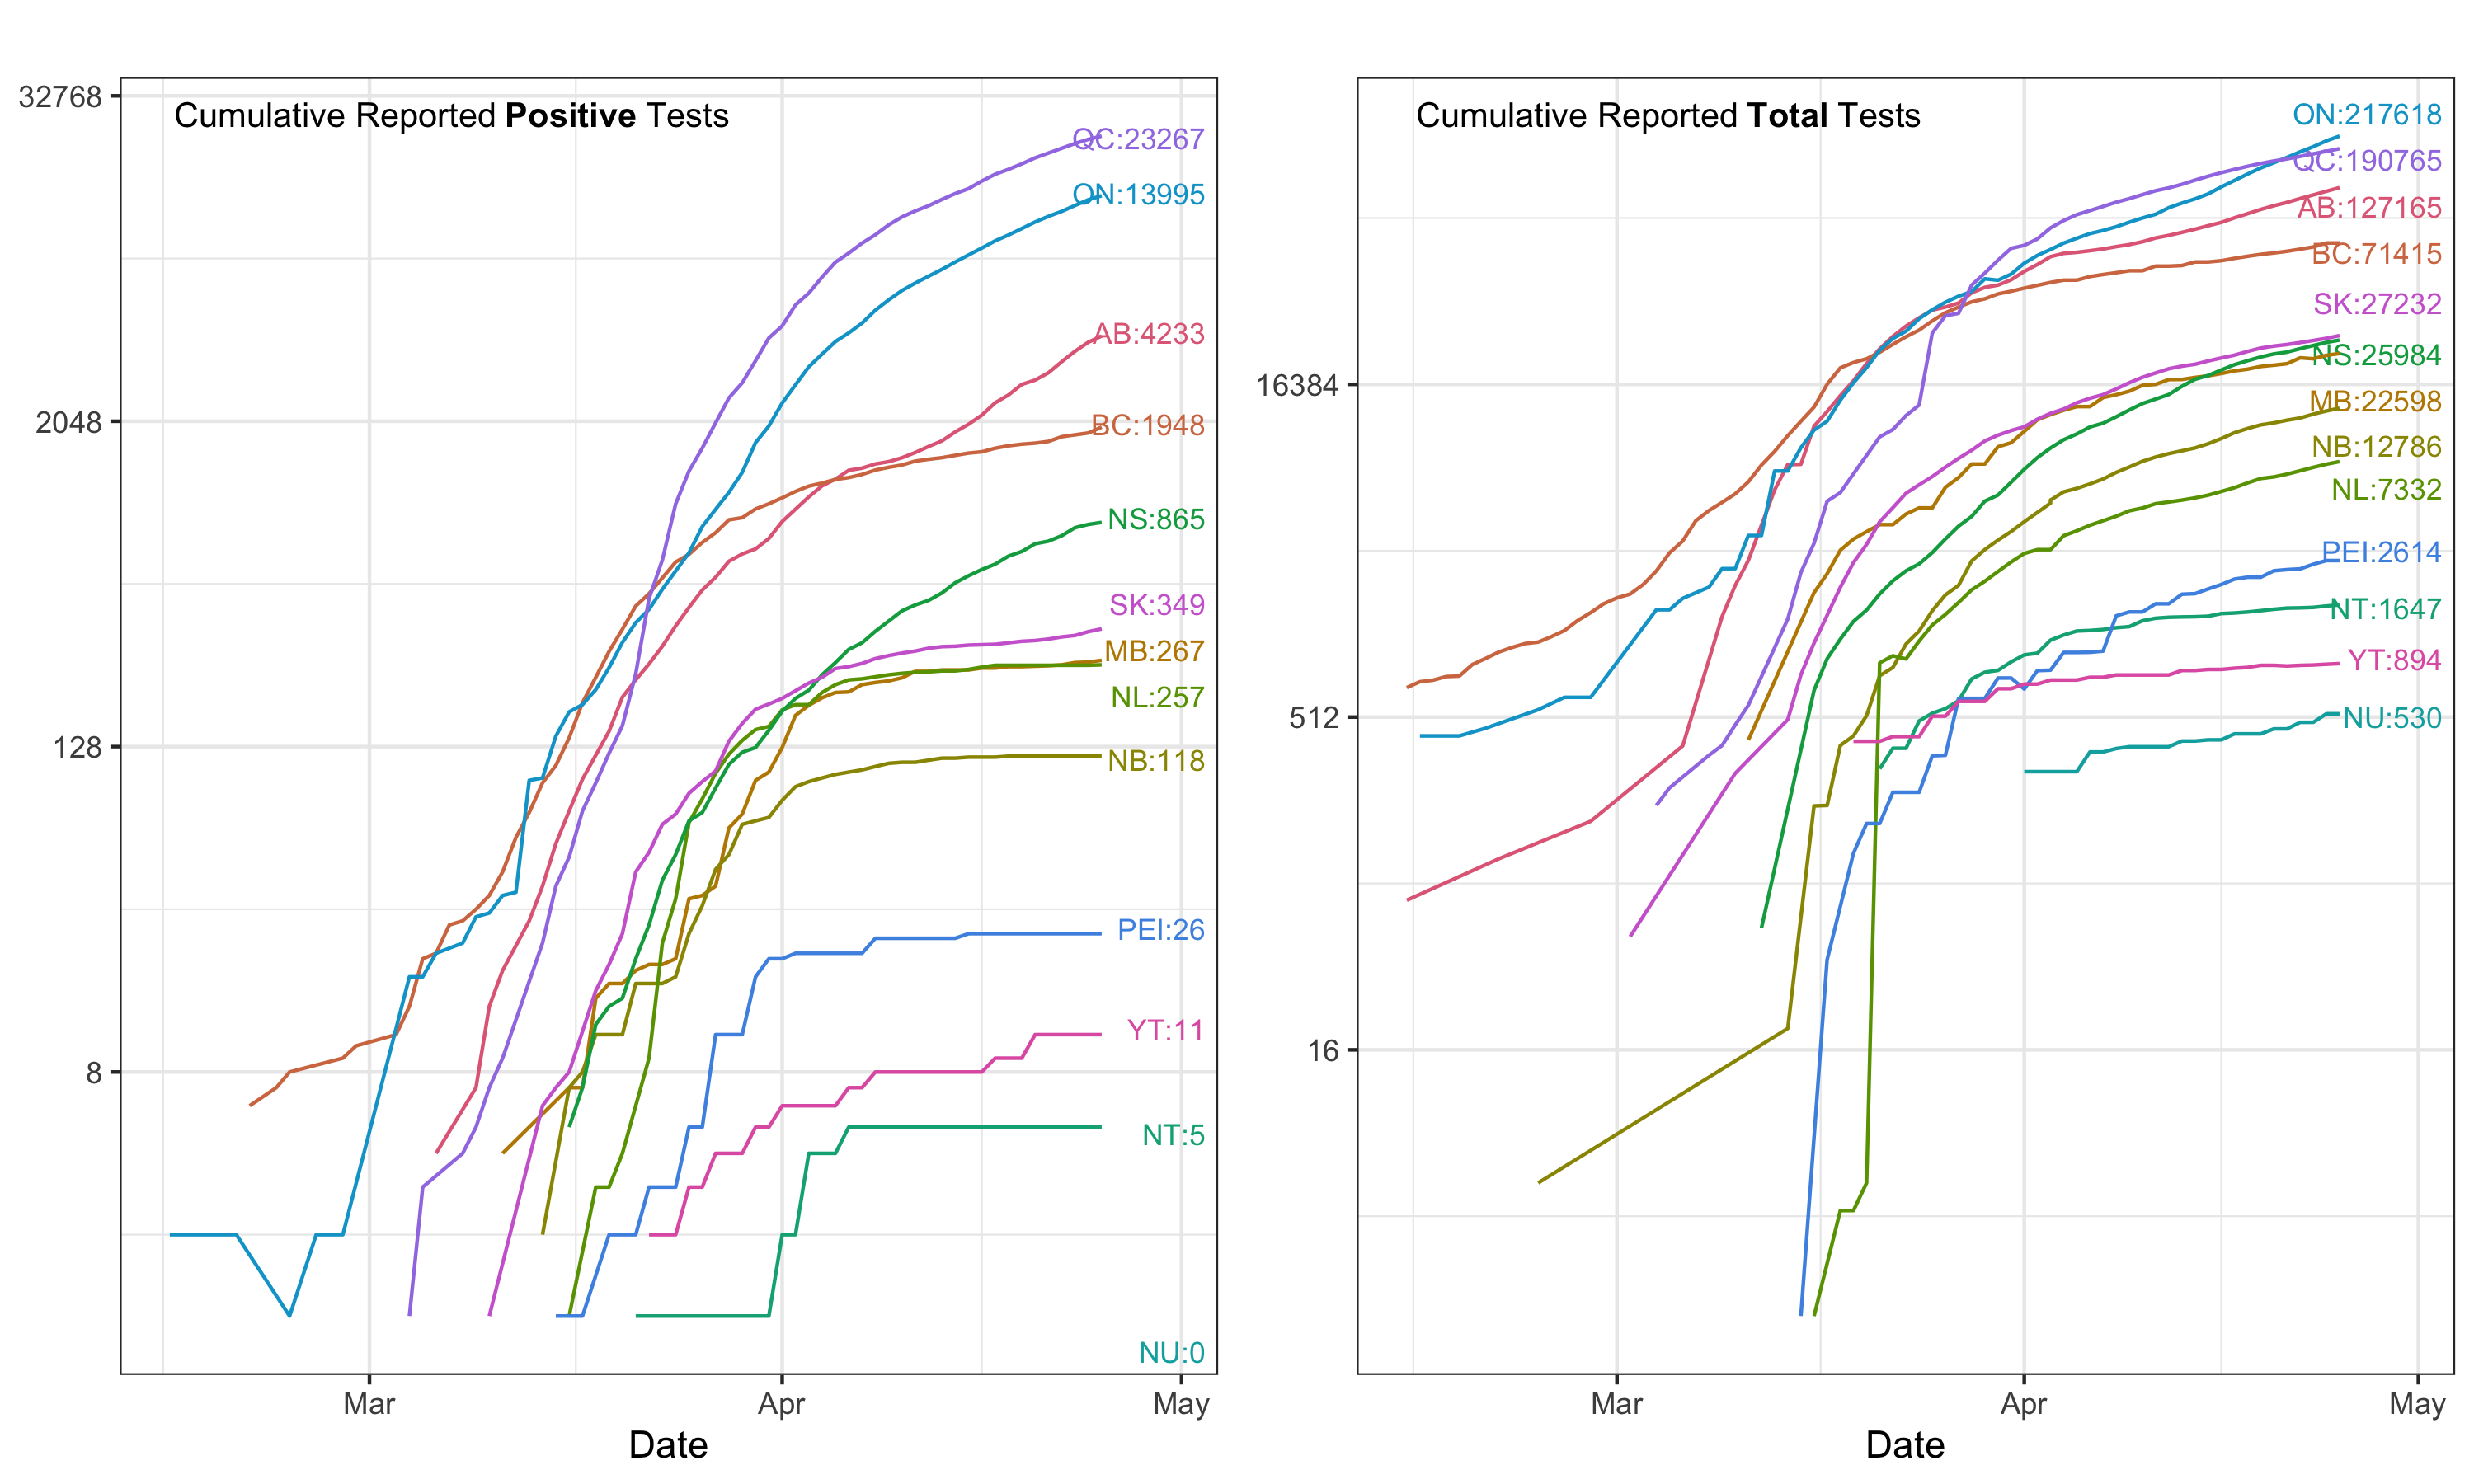 Cumulative Reported Positive Tests
32768
2048
128
8
QC:23267
ON:13995
AB:4233
BC:1948
NS:865
SK:349
MB:267
NL:257
NB:118
PEI:26
YT:11
NT:5
NU:0
Mar
Apr
May
Date
Cumulative Reported Total Tests
16384
512
16
ON:217618
QC:190765
AB:127165
BC:71415
SK:27232
NS:25984
MB:22598
NB:12786
NL:7332
PEI:2614
NT:1647
YT:894
NU:530
Mar
Apr
May
Date